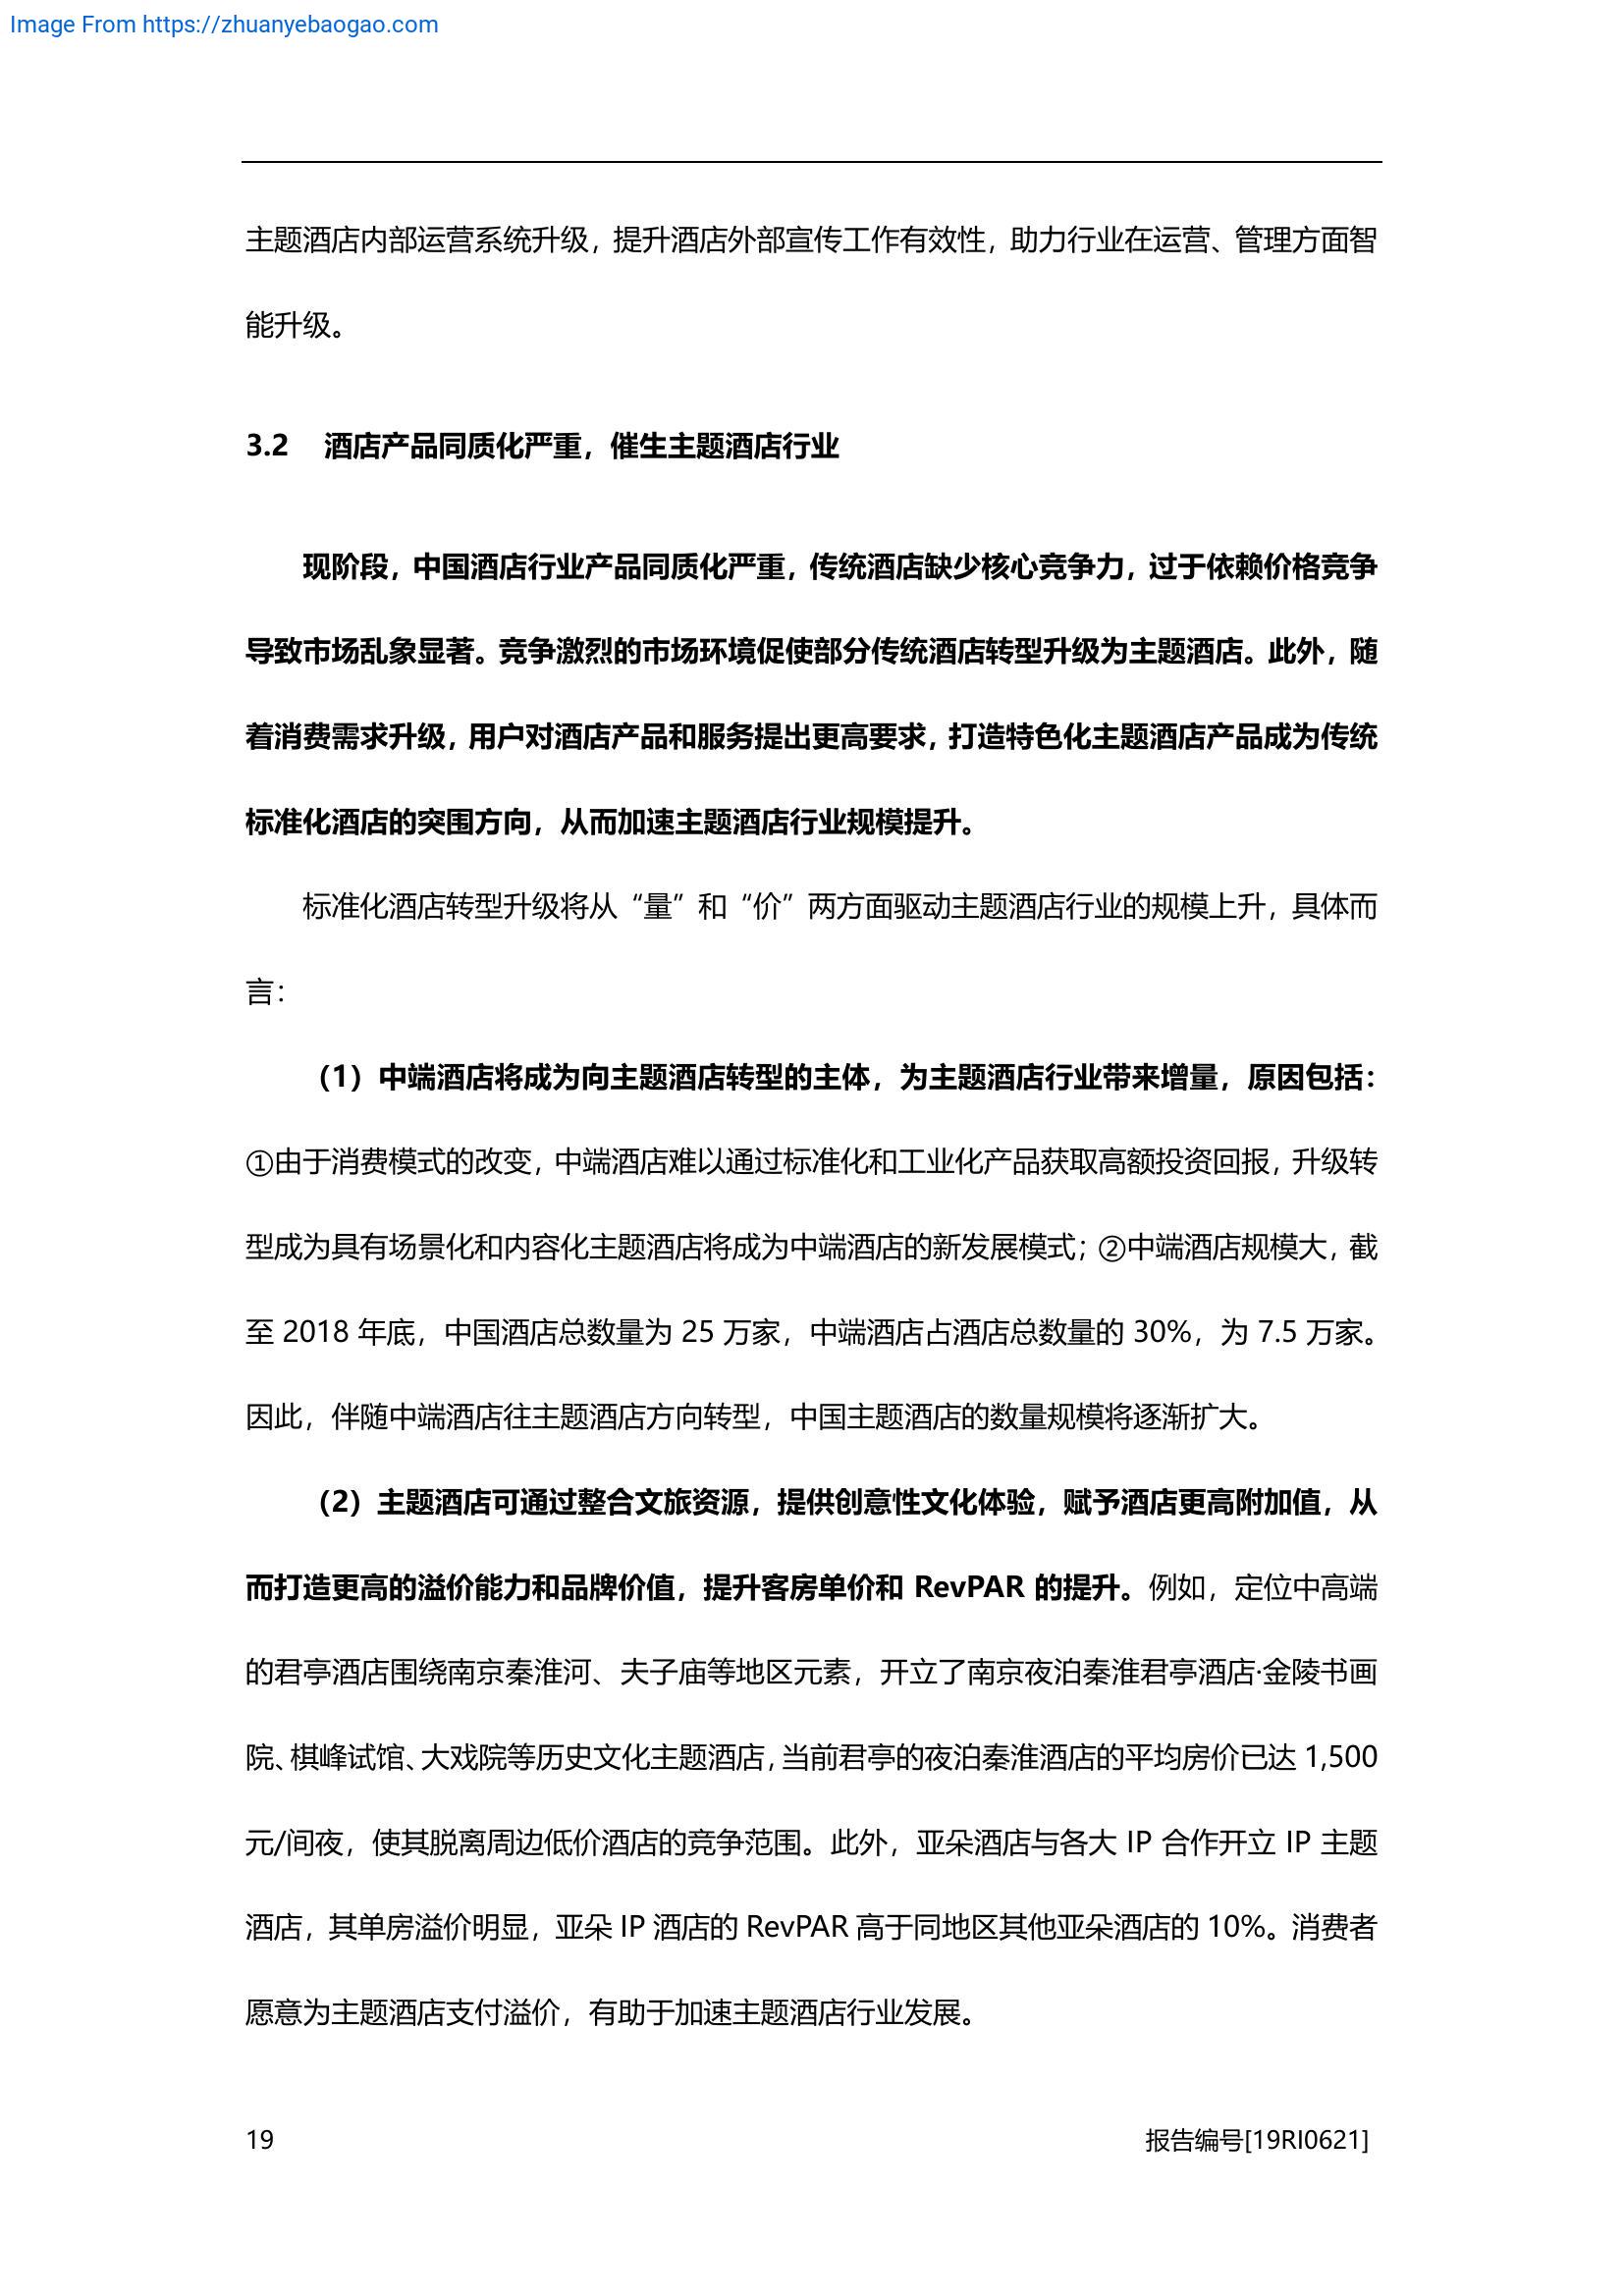 Image From https://zhuanyebaogao.com
主题酒店内部运营系统升级，提升酒店外部宣传工作有效性，助力行业在运营、管理方面智
能升级。
3.2 酒店产品同质化严重，催生主题酒店行业
现阶段，中国酒店行业产品同质化严重，传统酒店缺少核心竞争力，过于依赖价格竞争
导致市场乱象显著。竞争激烈的市场环境促使部分传统酒店转型升级为主题酒店。此外，随
着消费需求升级，用户对酒店产品和服务提出更高要求，打造特色化主题酒店产品成为传统
标准化酒店的突围方向，从而加速主题酒店行业规模提升。
标准化酒店转型升级将从“量”和“价”两方面驱动主题酒店行业的规模上升，具体而
言：
（1）中端酒店将成为向主题酒店转型的主体，为主题酒店行业带来增量，原因包括：
①由于消费模式的改变，中端酒店难以通过标准化和工业化产品获取高额投资回报，升级转
型成为具有场景化和内容化主题酒店将成为中端酒店的新发展模式；②中端酒店规模大，截
至 2018 年底，中国酒店总数量为 25 万家，中端酒店占酒店总数量的 30%，为 7.5 万家。
因此，伴随中端酒店往主题酒店方向转型，中国主题酒店的数量规模将逐渐扩大。
（2）主题酒店可通过整合文旅资源，提供创意性文化体验，赋予酒店更高附加值，从
而打造更高的溢价能力和品牌价值，提升客房单价和 RevPAR 的提升。例如，定位中高端
的君亭酒店围绕南京秦淮河、夫子庙等地区元素，开立了南京夜泊秦淮君亭酒店·金陵书画
院、棋峰试馆、大戏院等历史文化主题酒店，当前君亭的夜泊秦淮酒店的平均房价已达 1,500
元/间夜，使其脱离周边低价酒店的竞争范围。此外，亚朵酒店与各大 IP 合作开立 IP 主题
酒店，其单房溢价明显，亚朵 IP 酒店的 RevPAR 高于同地区其他亚朵酒店的 10%。消费者
愿意为主题酒店支付溢价，有助于加速主题酒店行业发展。
19 报告编号[19RI0621]